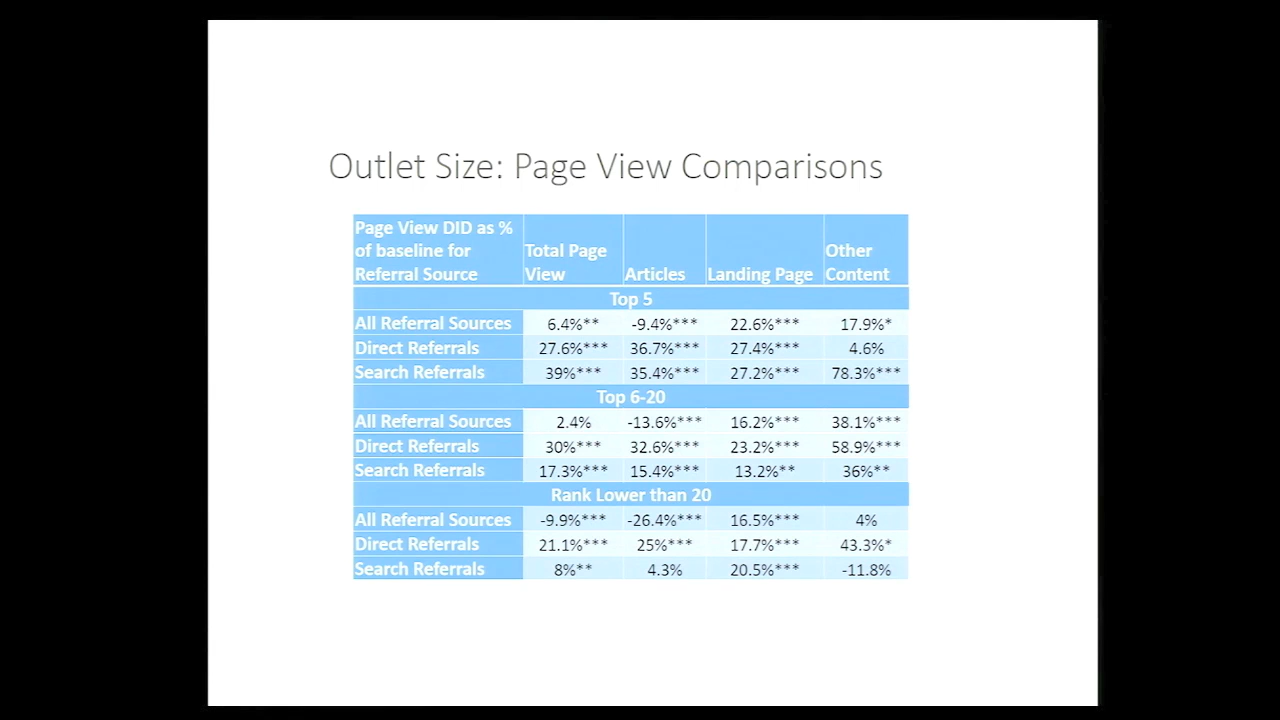 Outlet Size: Page View Comparisons
Page View DID as % of baseline for Referral Source Total Page View Articles Landing Page Other Content
Top 5
All Referral Sources 6.4%** -9.4%*** 22.6%*** 17.9%*
Direct Referrals 27.6%*** 36.7%*** 27.4%*** 4.6%
Search Referrals 39%*** 35.4%*** 27.2%*** 78.3%***
Top 6-20
All Referral Sources 2.4% -13.6%*** 16.2%*** 38.1%***
Direct Referrals 30%*** 32.6%*** 23.2%*** 58.9%***
Search Referrals 17.3%*** 15.4%*** 13.2%** 36%**
Rank Lower than 20
All Referral Sources -9.9%*** -26.4%*** 16.5%*** 4%
Direct Referrals 21.1%*** 25%*** 17.7%*** 43.3%*
Search Referrals 8%** 4.3% 20.5%*** -11.8%